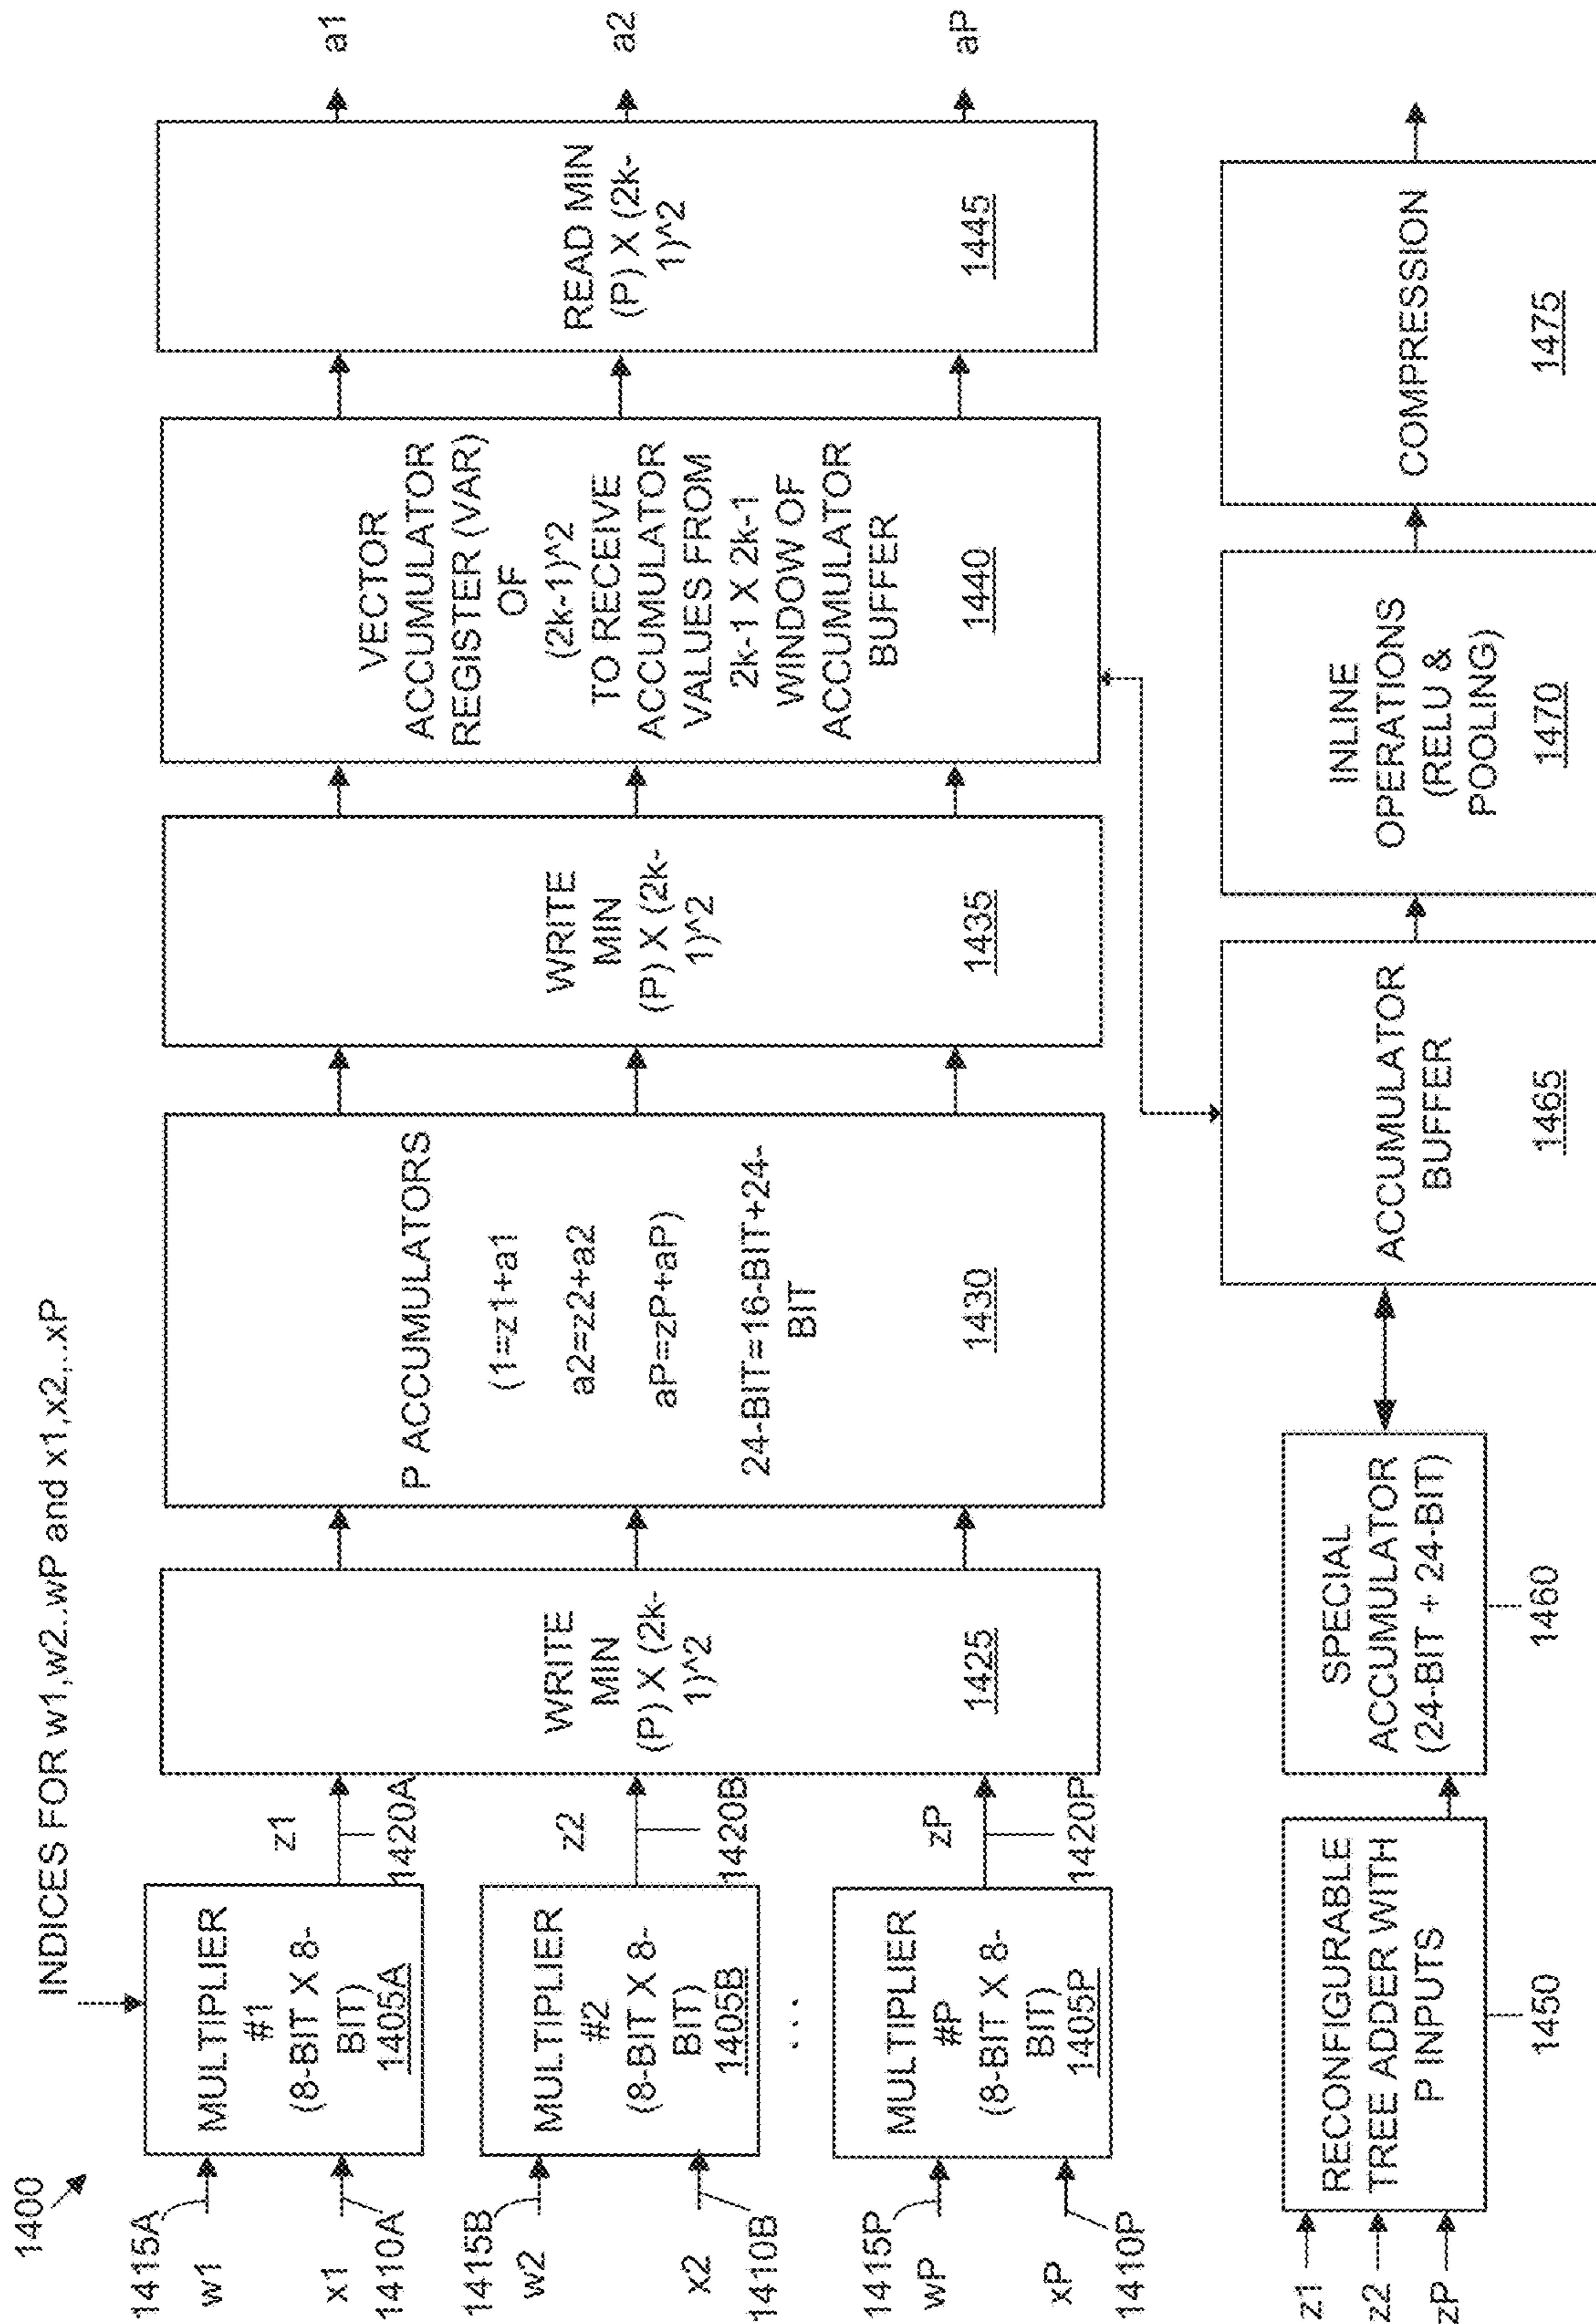 1400
INDICES FOR w1,w2..wP and x1,x2,..xP
1415A
w1
x1
1410A
MULTIPLIER
#1
(8-BIT X 8-
BIT)
1405A
z1
1420A
1415B
w2
x2
1410B
MULTIPLIER
#2
(8-BIT X 8-
BIT)
1405B
z2
1420B
...
1415P
wP
xP
1410P
MULTIPLIER
#P
(8-BIT X 8-
BIT)
1405P
zP
1420P
WRITE
MIN
(P) X (2k-
1)^2
1425
P ACCUMULATORS
(1=z1+a1
a2=z2+a2
aP=zP+aP)
24-BIT=16-BIT+24-
BIT
1430
WRITE
MIN
(P) X (2k-
1)^2
1435
VECTOR
ACCUMULATOR
REGISTER (VAR)
OF
(2k-1)^2
TO RECEIVE
ACCUMULATOR
VALUES FROM
2k-1 X 2k-1
WINDOW OF
ACCUMULATOR
BUFFER
1440
READ MIN
(P) X (2k-
1)^2
1445
a1
a2
aP
z1
z2
zP
RECONFIGURABLE
TREE ADDER WITH
P INPUTS
1450
SPECIAL
ACCUMULATOR
(24-BIT + 24-BIT)
1460
ACCUMULATOR
BUFFER
1465
INLINE
OPERATIONS
(RELU &
POOLING)
1470
COMPRESSION
1475